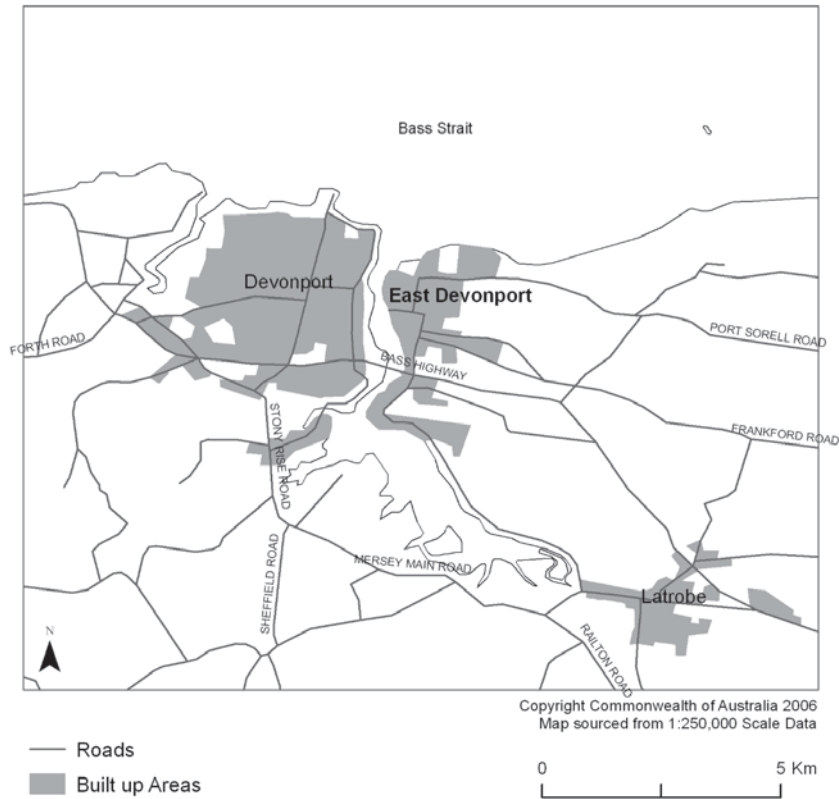 Bass Strait
Devonport
East Devonport
PORT SORELL ROAD
FORTH ROAD
BASS HIGHWAY
STONY RISE ROAD
FRANKFORD ROAD
SHEFFIELD ROAD
MERSEY MAIN ROAD
Latrobe
RAILTON ROAD
N
Copyright Commonwealth of Australia 2006
Map sourced from 1:250,000 Scale Data
Roads
Built up Areas
0 5 Km